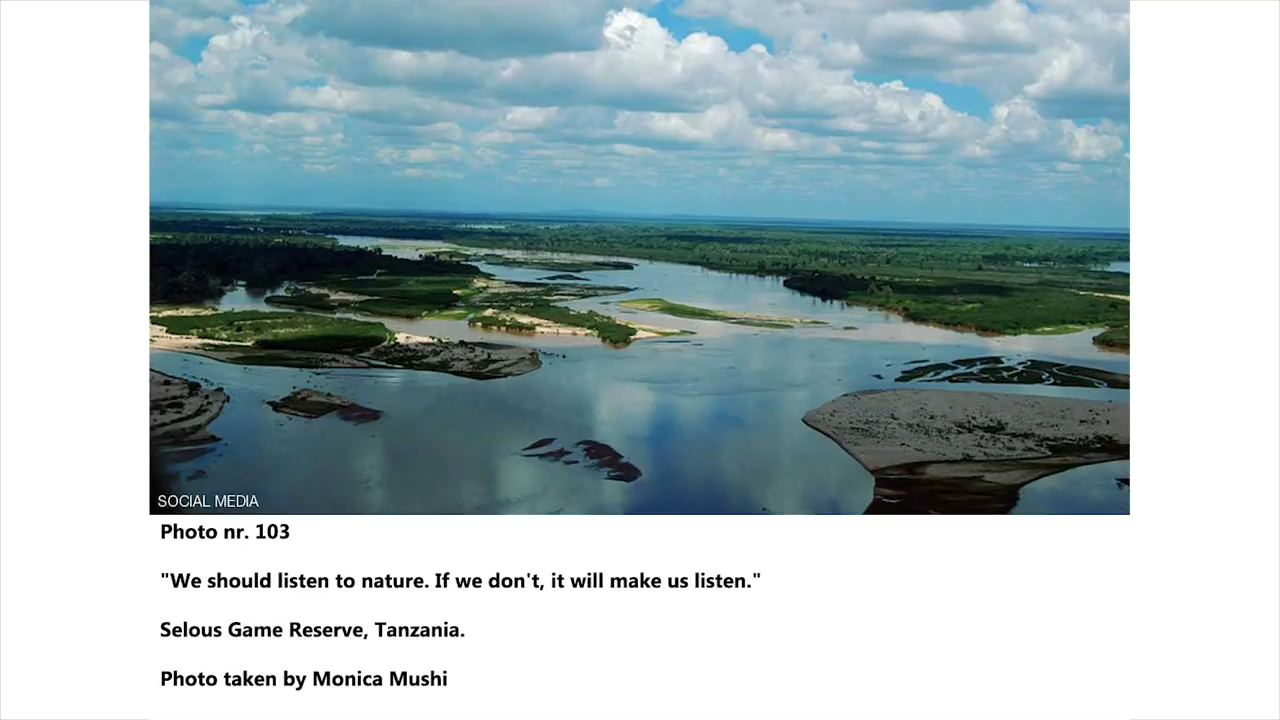 SOCIAL MEDIA
Photo nr. 103
"We should listen to nature. If we don't, it will make us listen."
Selous Game Reserve, Tanzania.
Photo taken by Monica Mushi